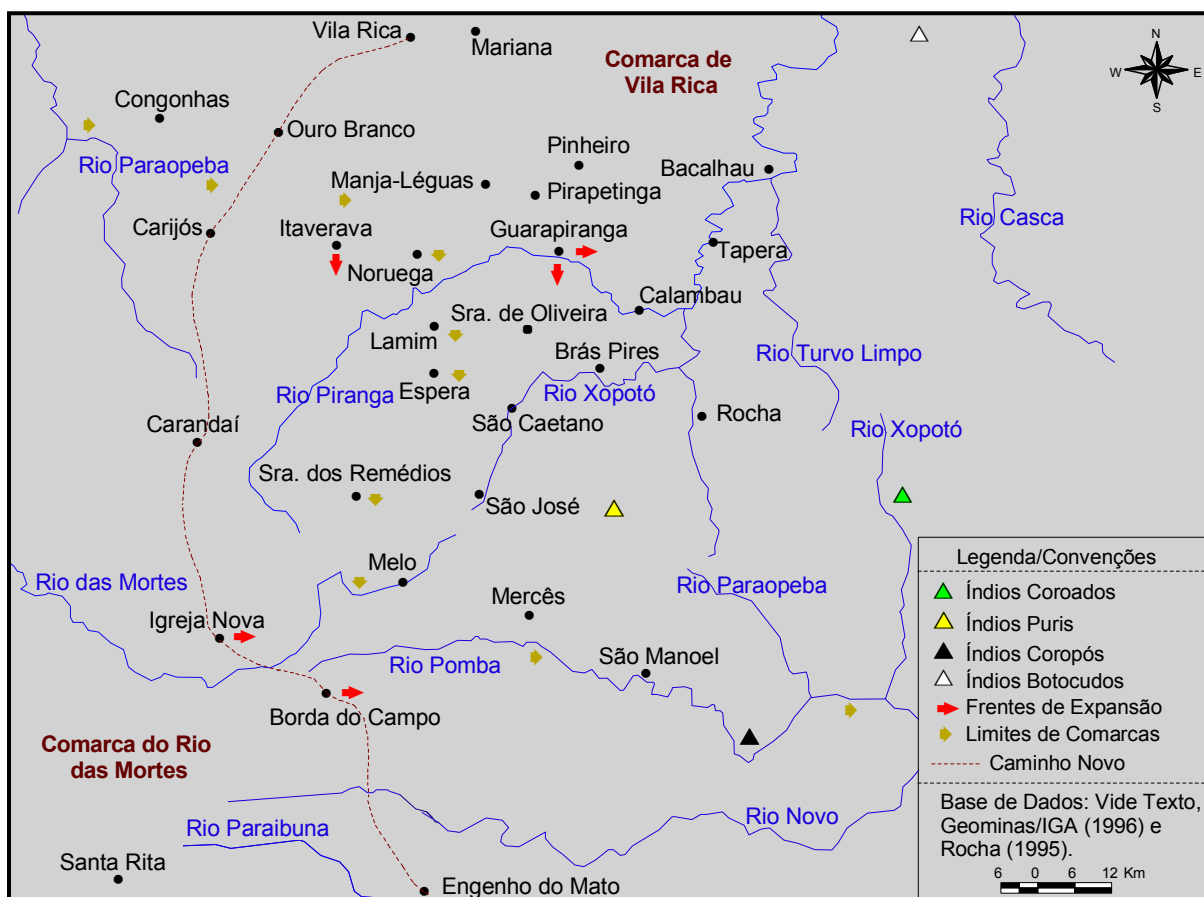 Vila Rica
Mariana
Comarca de
Vila Rica
N
W
E
S
Congonhas
Ouro Branco
Rio Paraopeba
Pinheiro
Bacalhau
Manja-Léguas
Pirapetinga
Rio Casca
Carijós
Itaverava
Guarapiranga
Noruega
Tapera
Calambau
Sra. de Oliveira
Lamim
Brás Pires
Rio Turvo Limpo
Rio Piranga
Espera
Rio Xopotó
São Caetano
Rocha
Rio Xopotó
Carandaí
Sra. dos Remédios
São José
Melo
Rio das Mortes
Rio Paraopeba
Mercês
Igreja Nova
Rio Pomba
São Manoel
Borda do Campo
Comarca do Rio
das Mortes
Rio Novo
Rio Paraibuna
Santa Rita
Engenho do Mato
Legenda/Convenções
Índios Coroados
Índios Puris
Índios Coropós
Índios Botocudos
Frentes de Expansão
Limites de Comarcas
Caminho Novo
Base de Dados: Vide Texto,
Geominas/IGA (1996) e
Rocha (1995).
6 0 6 12 Km